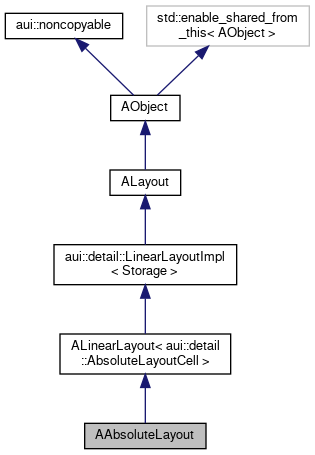 aui::noncopyable
std::enable_shared_from
_this< AObject >
AObject
ALayout
aui::detail::LinearLayoutImpl
< Storage >
ALinearLayout< aui::detail
::AbsoluteLayoutCell >
AAbsoluteLayout